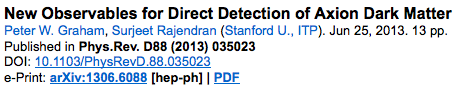 New Observables for Direct Detection of Axion Dark Matter
Peter W. Graham, Surjeet Rajendran (Stanford U., ITP). Jun 25, 2013. 13 pp.
Published in Phys.Rev. D88 (2013) 035023
DOI: 10.1103/PhysRevD.88.035023
e-Print: arXiv:1306.6088 [hep-ph] | PDF